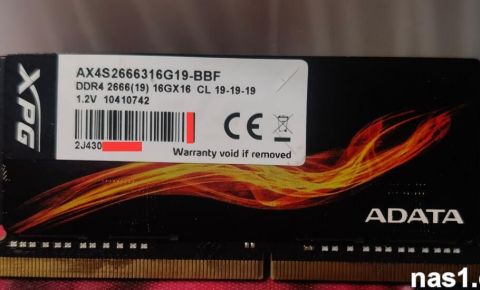 XPG
AX4S2666316G19-BBF
DDR4 2666(19) 16GX16 CL 19-19-19
1.2V 10410742
2J430
CE
Warranty void if removed
ADATA